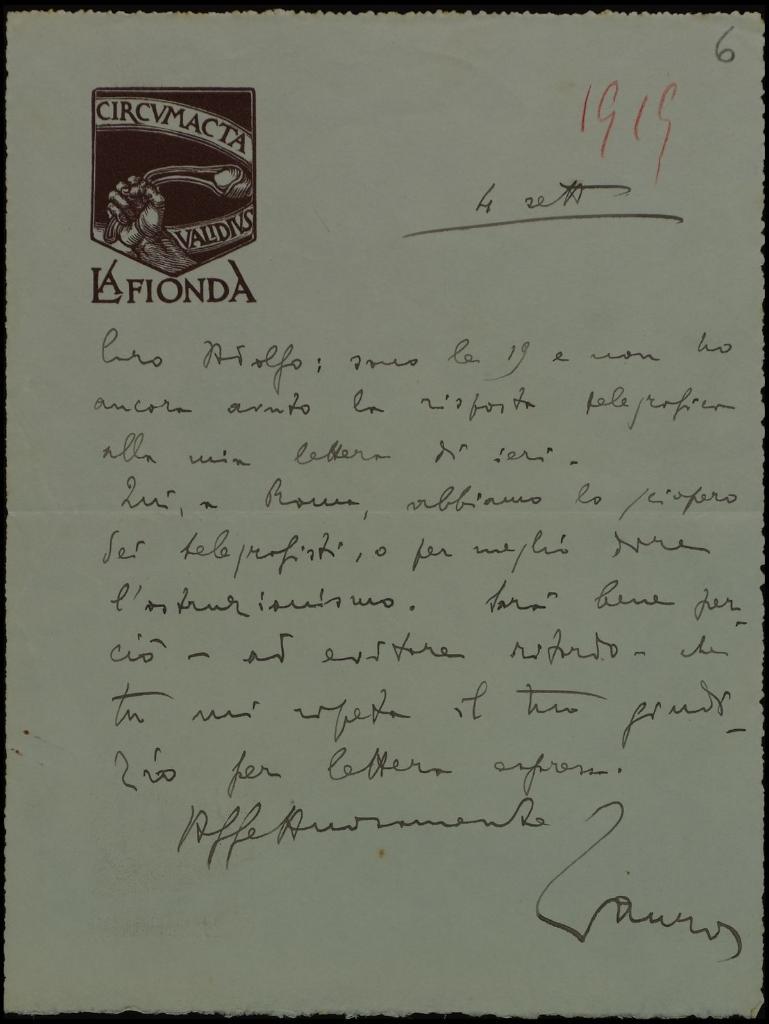 6
1919
CIRCVMACTA
VALIDIVS
LA FIONDA
4 sett
Caro Adolfo: sono le 19 e non ho
ancora avuto la risposta telegrafica
alla mia lettera di ieri.
Qui, a Roma, abbiamo lo sciopero
dei telegrafisti, o per meglio dire
l'ostruzionismo. Sarà bene per-
ciò - ad evitare ritardo - che
tu mi ripeta il tuo giudi-
zio per lettera espresso.
Affettuosamente